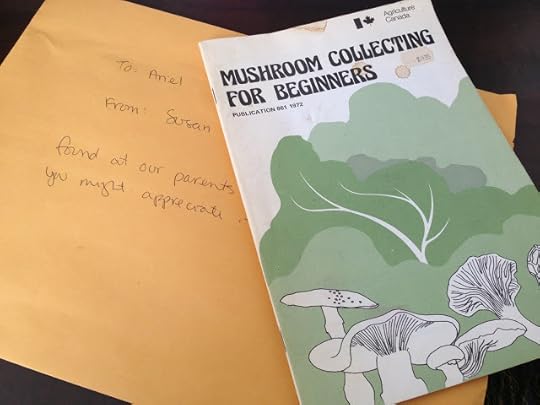 To: Ariel
From: Susan
found at our parents
you might appreciate
Agriculture
Canada
MUSHROOM COLLECTING
FOR BEGINNERS
PUBLICATION 861 1972